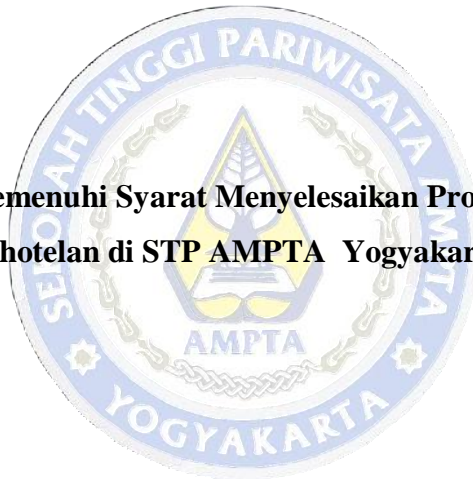 SEKOLAH TINGGI PARIWISATA AMPTA
emenuhi Syarat Menyelesaikan Pro
hotelan di STP AMPTA Yogyakar
AMPTA
YOGYAKARTA